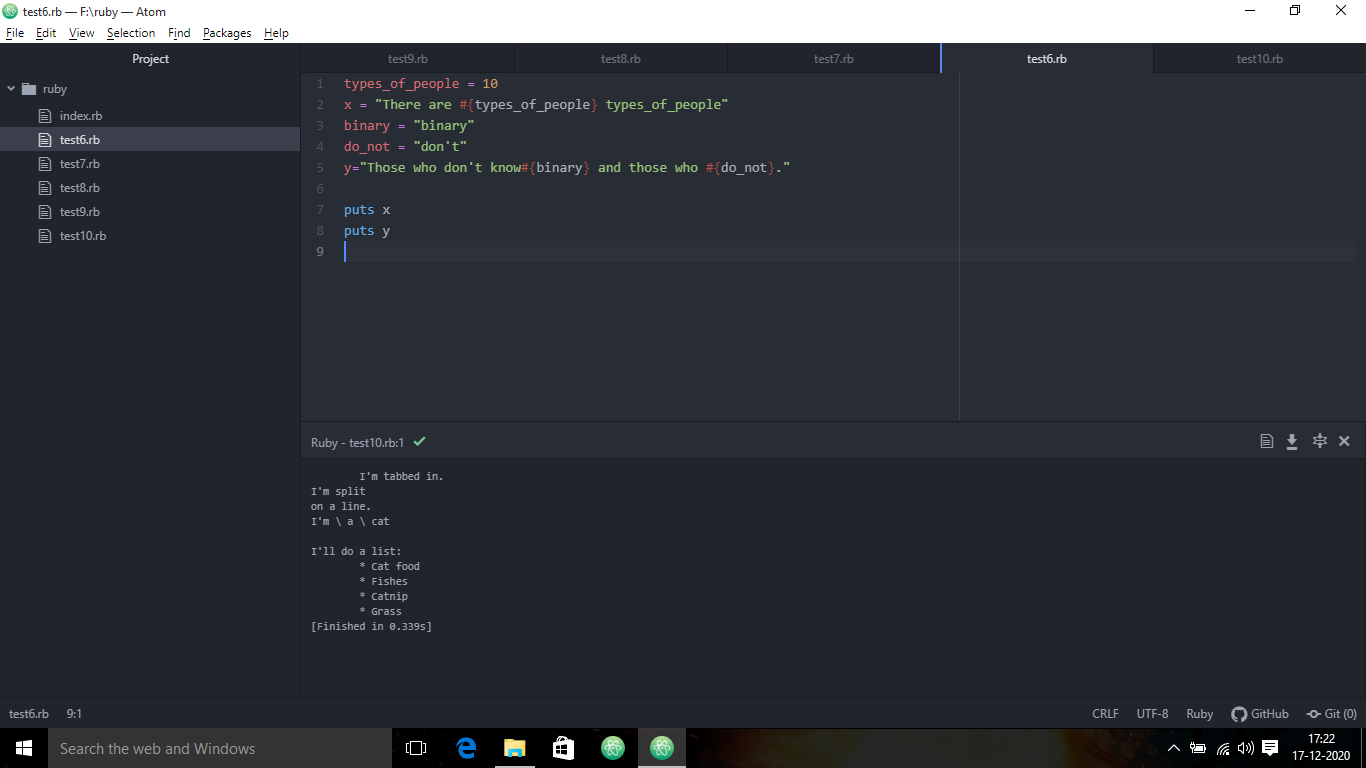 test6.rb — F:\ruby — Atom
File Edit View Selection Find Packages Help
Project
test9.rb test8.rb test7.rb test6.rb test10.rb
ruby
index.rb
test6.rb
test7.rb
test8.rb
test9.rb
test10.rb
1 types_of_people = 10
2 x = "There are #{types_of_people} types_of_people"
3 binary = "binary"
4 do_not = "don't"
5 y="Those who don't know#{binary} and those who #{do_not}."
6
7 puts x
8 puts y
9
Ruby - test10.rb:1
I'm tabbed in.
I'm split
on a line.
I'm \ a \ cat
I'll do a list:
* Cat food
* Fishes
* Catnip
* Grass
[Finished in 0.339s]
test6.rb 9:1 CRLF UTF-8 Ruby GitHub Git (0)
Search the web and Windows
17:22
17-12-2020